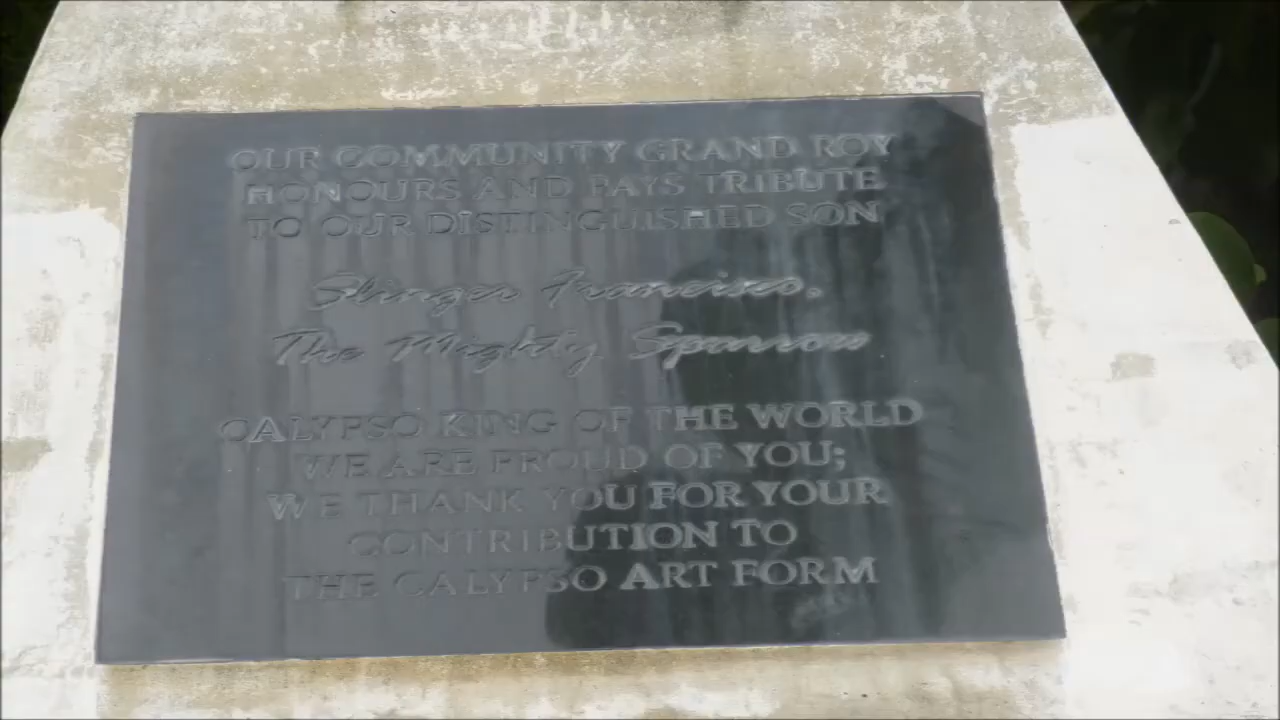 OUR COMMUNITY GRAND ROY
HONOURS AND PAYS TRIBUTE
TO OUR DISTINGUISHED SON
Slinger Francisco.
The Mighty Sparrow
CALYPSO KING OF THE WORLD
WE ARE PROUD OF YOU;
WE THANK YOU FOR YOUR
CONTRIBUTION TO
THE CALYPSO ART FORM